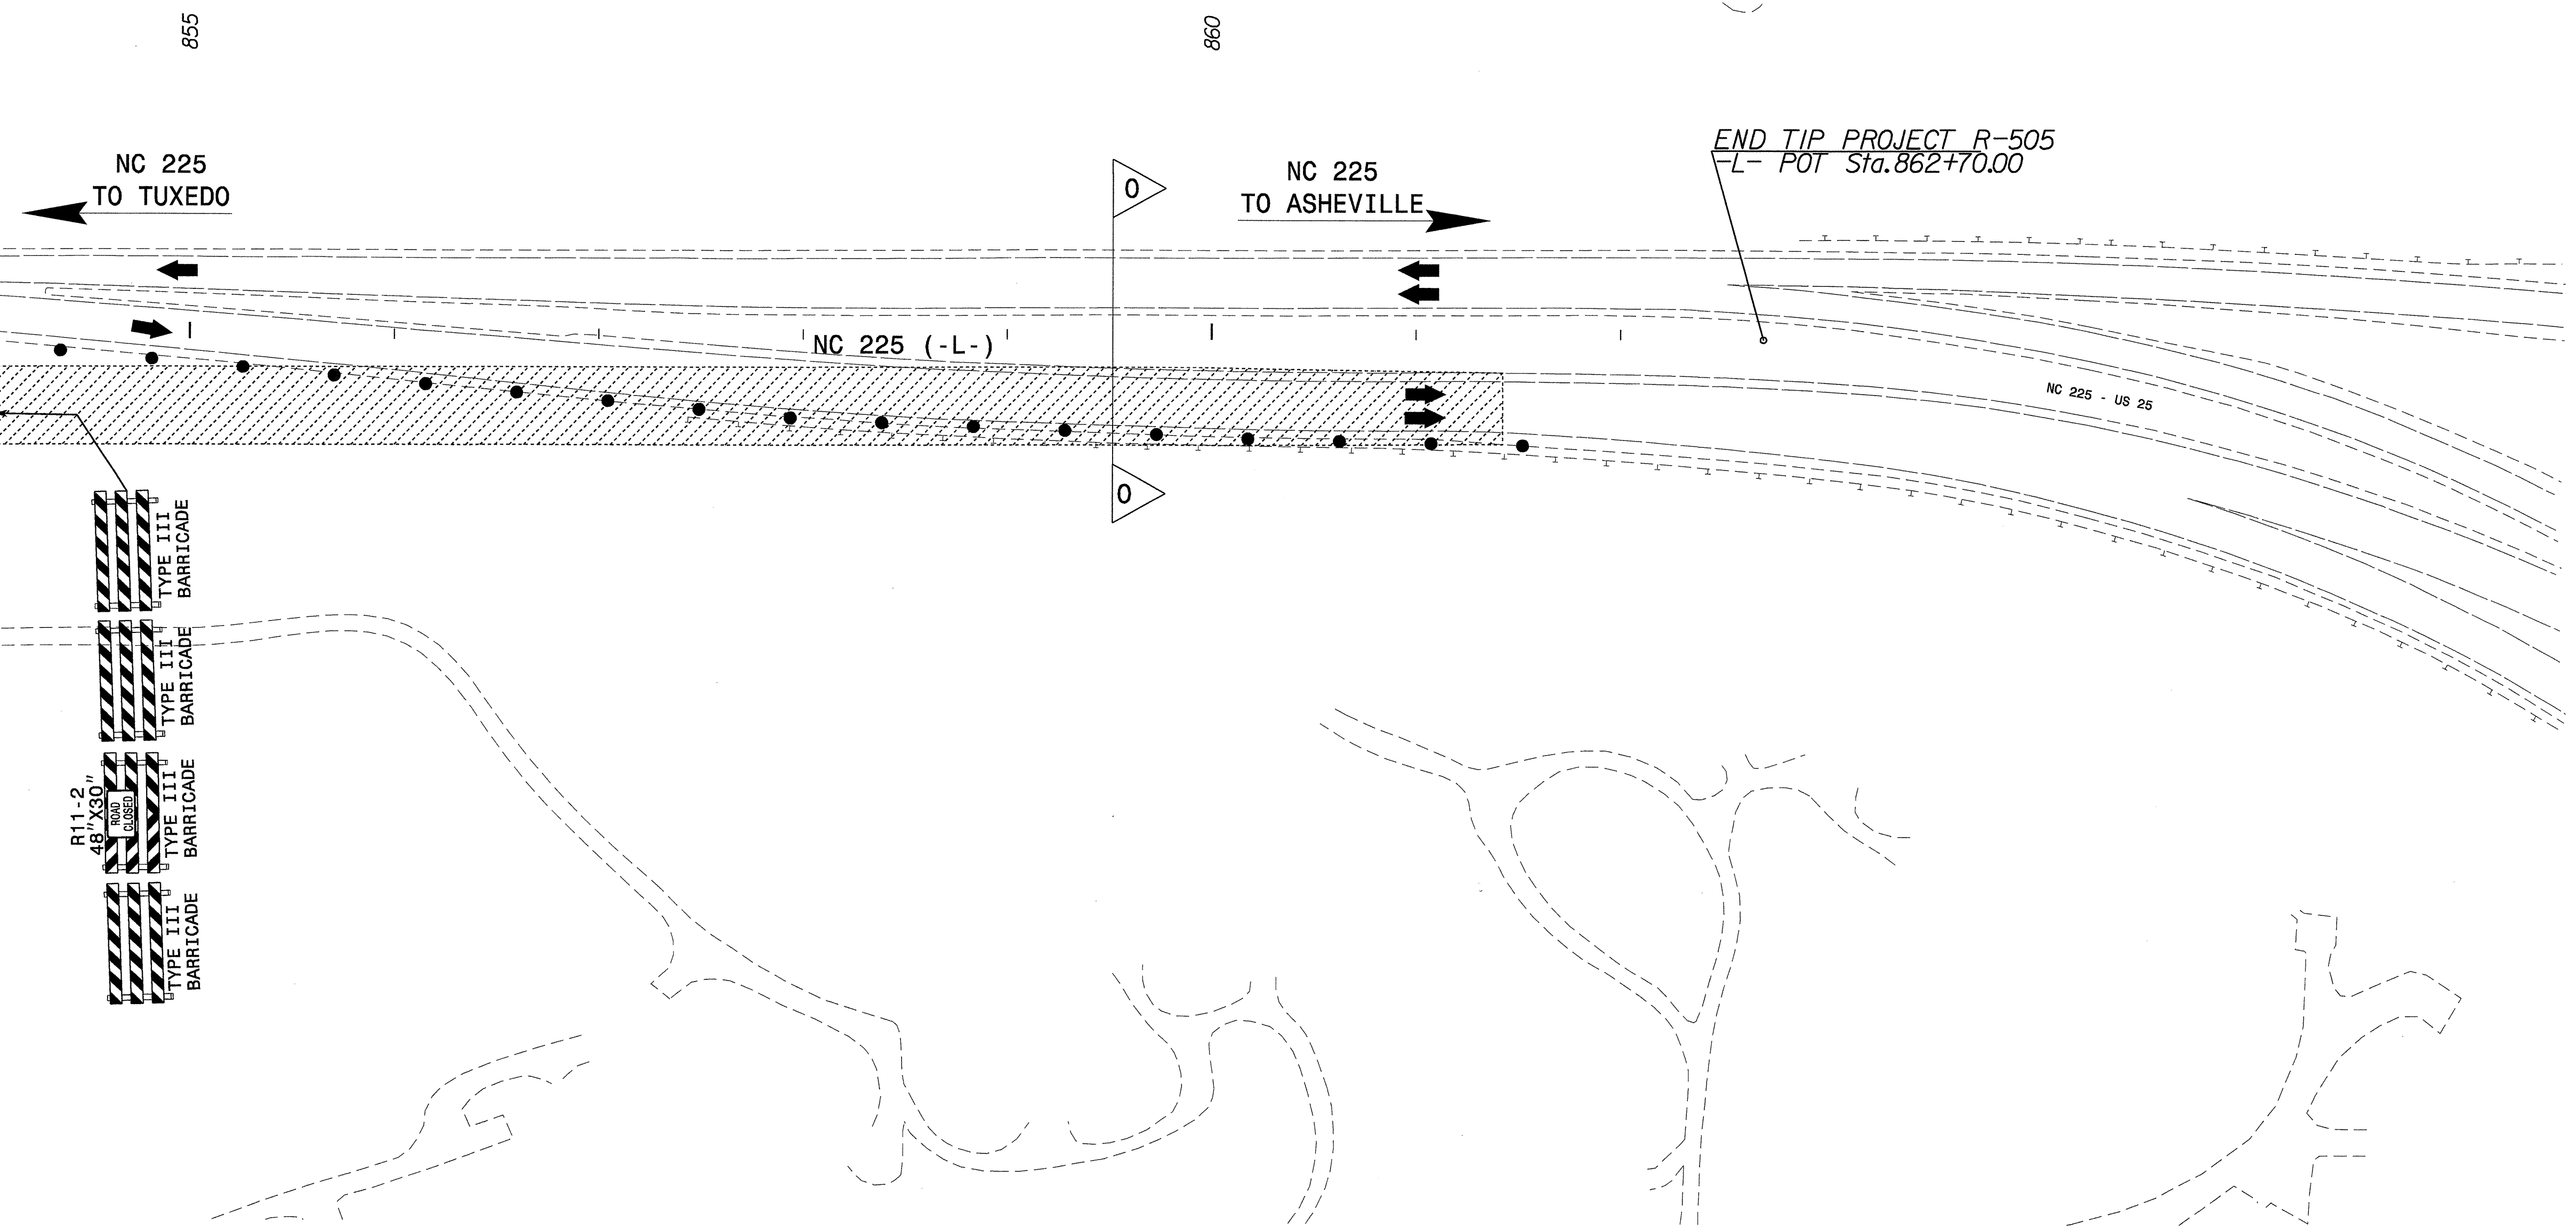 855
860
END TIP PROJECT R-505
-L- POT Sta.862+70.00
NC 225
TO TUXEDO
NC 225
TO ASHEVILLE
O
NC 225 (-L-)
NC 225 - US 25
O
TYPE III
BARRICADE
TYPE III
BARRICADE
R11-2
48"X30"
ROAD
CLOSED
TYPE III
BARRICADE
TYPE III
BARRICADE